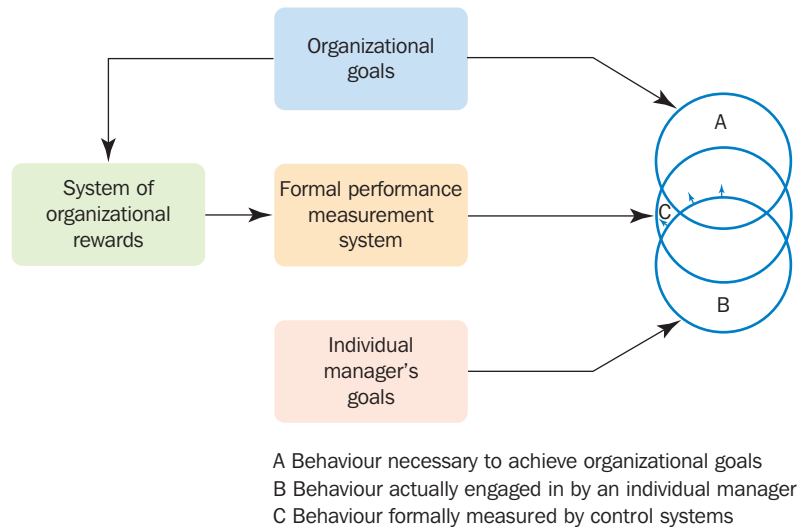 Organizational
goals
A
System of
organizational
rewards
Formal performance
measurement
system
C
B
Individual
manager's
goals
A Behaviour necessary to achieve organizational goals
B Behaviour actually engaged in by an individual manager
C Behaviour formally measured by control systems